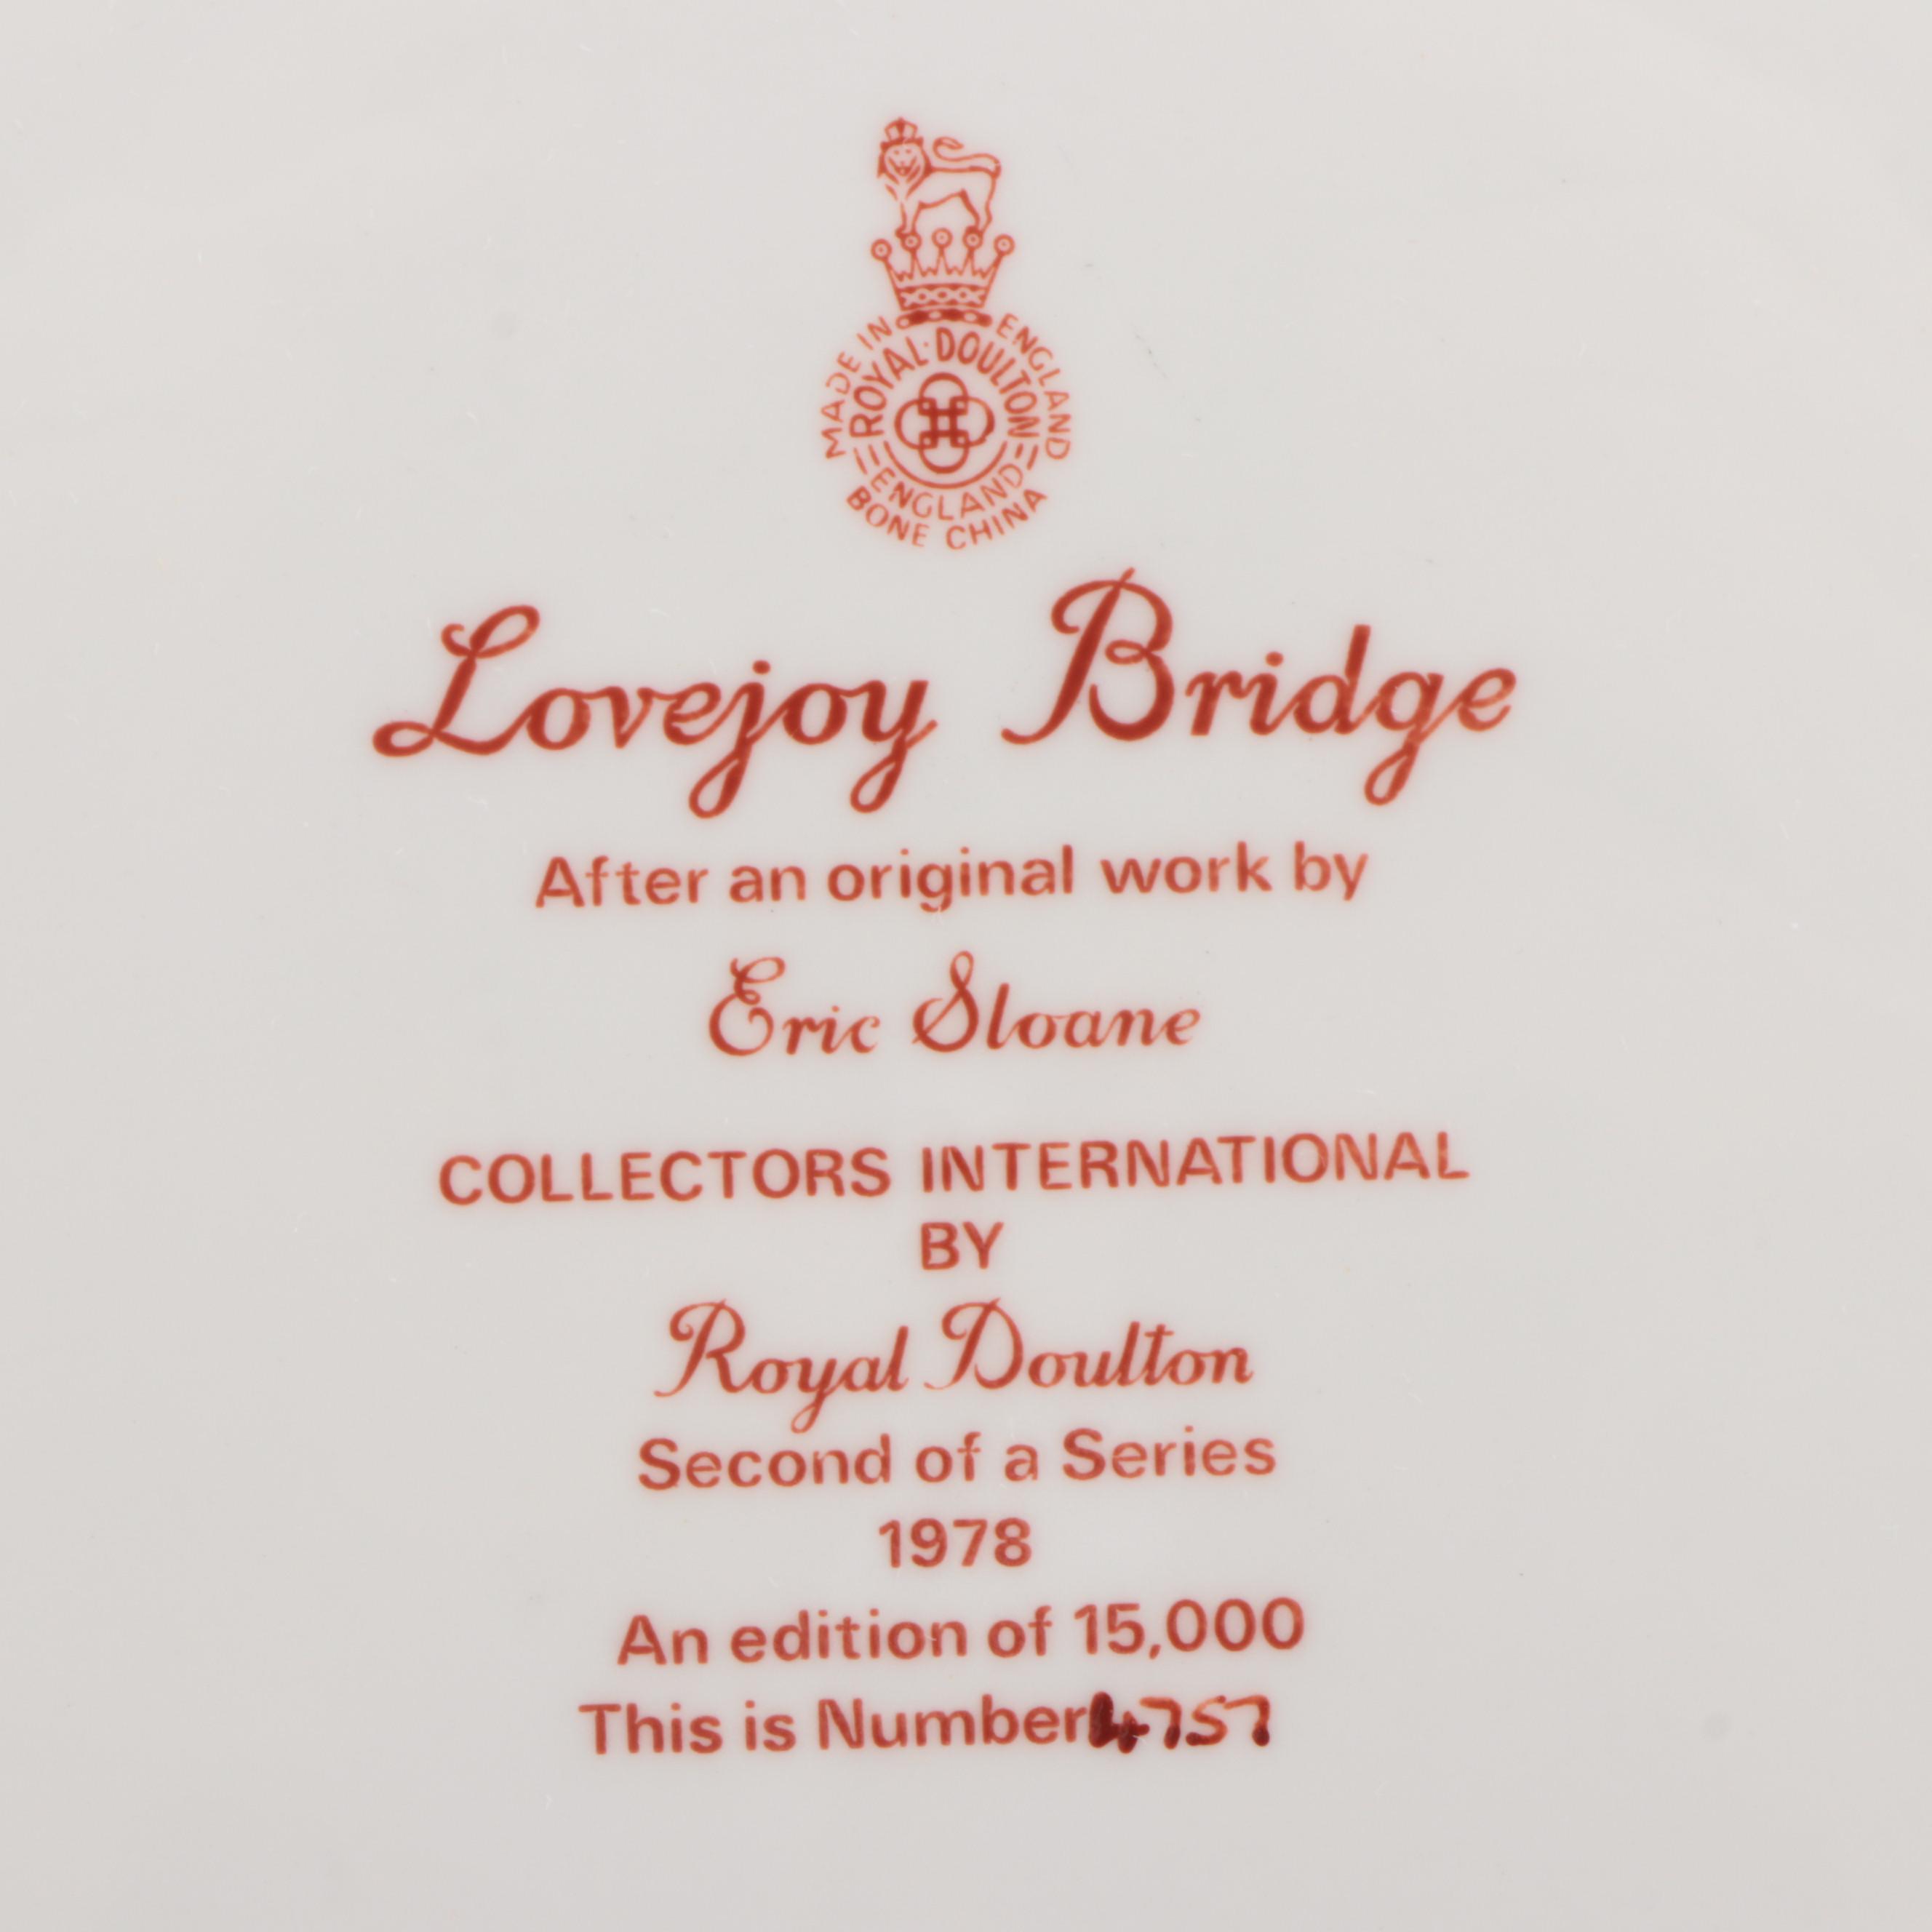 MADE IN ENGLAND
ROYAL·DOULTON
ENGLAND
BONE CHINA
Lovejoy Bridge
After an original work by
Eric Sloane
COLLECTORS INTERNATIONAL
BY
Royal Doulton
Second of a Series
1978
An edition of 15,000
This is Number 4757